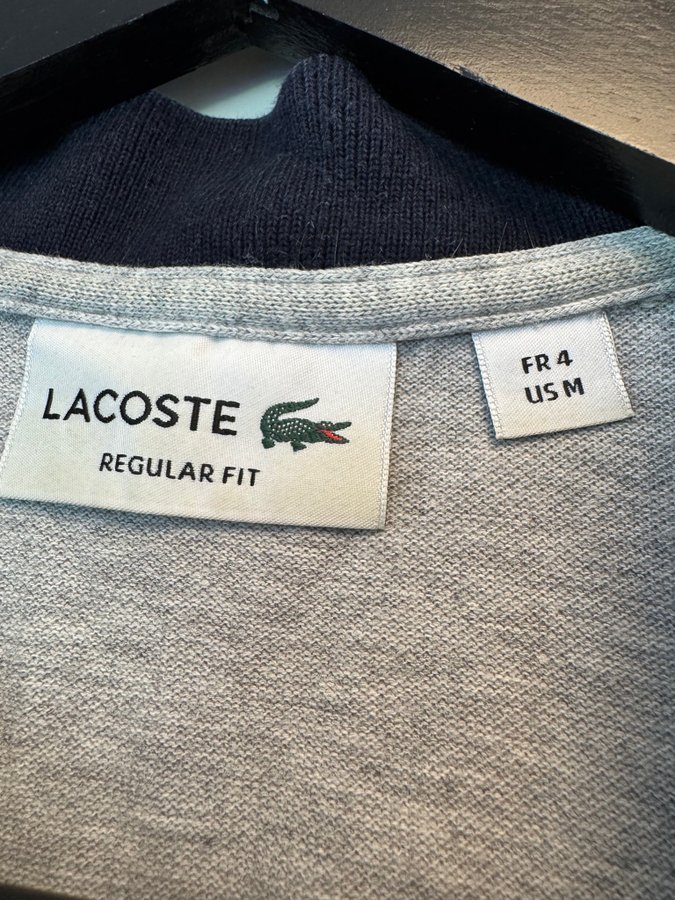 LACOSTE
REGULAR FIT
FR 4
US M